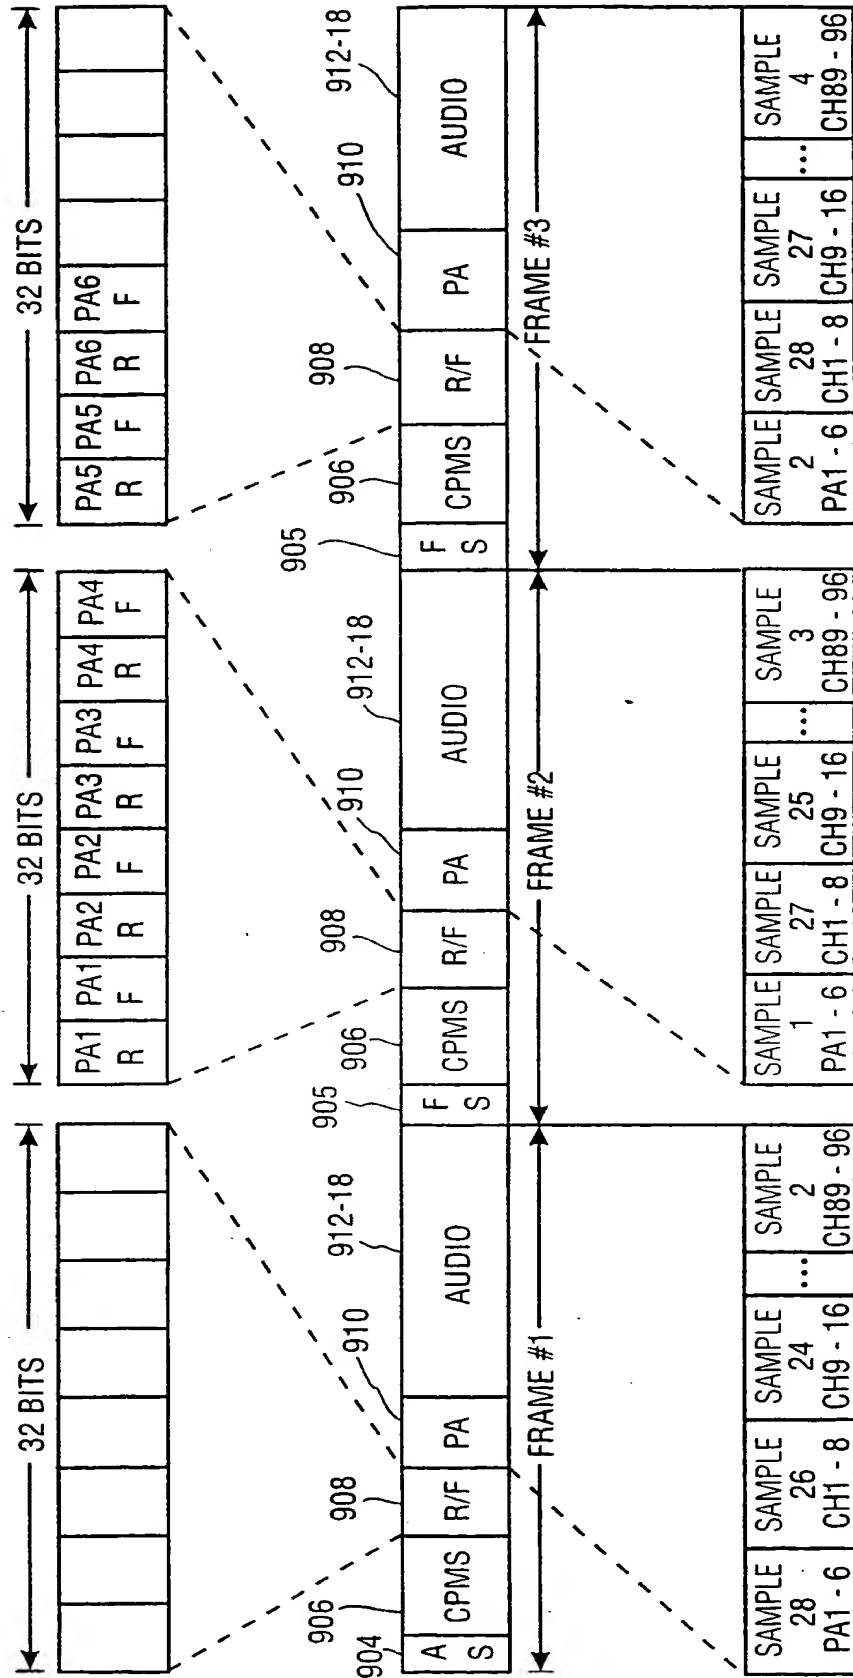 32 BITS
32 BITS
32 BITS
PA1 PA1 PA2 PA2 PA3 PA3 PA4 PA4
R F R F R F R F
PA5 PA5 PA6 PA6
R F R F
904 906 908 910 912-18
905 906 908 910 912-18
905 906 908 910 912-18
A S CPMS R/F PA AUDIO
F S CPMS R/F PA AUDIO
F S CPMS R/F PA AUDIO
FRAME #1
FRAME #2
FRAME #3
SAMPLE 28 PA1 - 6
SAMPLE 26 CH1 - 8
SAMPLE 24 CH9 - 16
...
SAMPLE 2 CH89 - 96
SAMPLE 1 PA1 - 6
SAMPLE 27 CH1 - 8
SAMPLE 25 CH9 - 16
...
SAMPLE 3 CH89 - 96
SAMPLE 2 PA1 - 6
SAMPLE 28 CH1 - 8
SAMPLE 27 CH9 - 16
...
SAMPLE 4 CH89 - 96